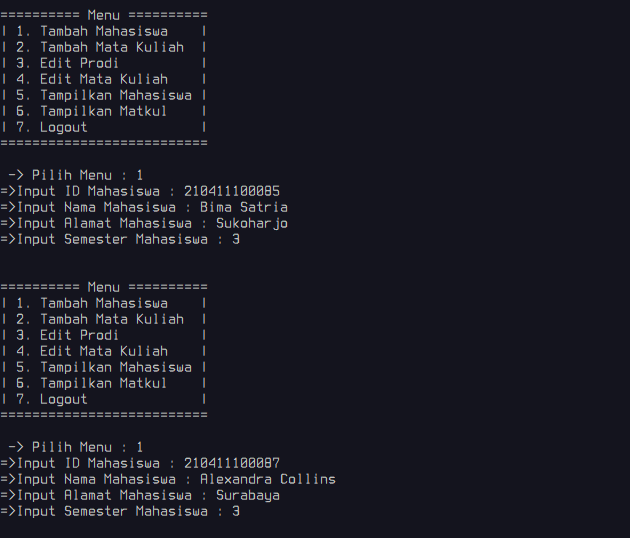 ========== Menu ==========
| 1. Tambah Mahasiswa    |
| 2. Tambah Mata Kuliah  |
| 3. Edit Prodi          |
| 4. Edit Mata Kuliah    |
| 5. Tampilkan Mahasiswa |
| 6. Tampilkan Matkul    |
| 7. Logout              |
==========================
-> Pilih Menu : 1
=>Input ID Mahasiswa : 210411100085
=>Input Nama Mahasiswa : Bima Satria
=>Input Alamat Mahasiswa : Sukoharjo
=>Input Semester Mahasiswa : 3
========== Menu ==========
| 1. Tambah Mahasiswa    |
| 2. Tambah Mata Kuliah  |
| 3. Edit Prodi          |
| 4. Edit Mata Kuliah    |
| 5. Tampilkan Mahasiswa |
| 6. Tampilkan Matkul    |
| 7. Logout              |
==========================
-> Pilih Menu : 1
=>Input ID Mahasiswa : 210411100087
=>Input Nama Mahasiswa : Alexandra Collins
=>Input Alamat Mahasiswa : Surabaya
=>Input Semester Mahasiswa : 3